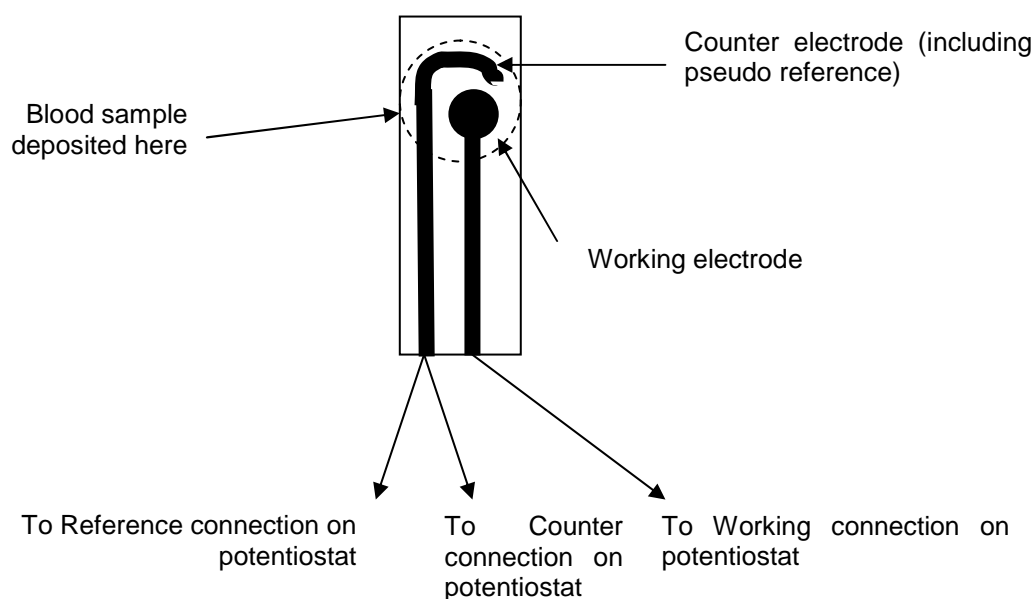 Counter electrode (including
pseudo reference)
Blood sample
deposited here
Working electrode
To Reference connection on
potentiostat
To Counter
connection on
potentiostat
To Working connection on
potentiostat